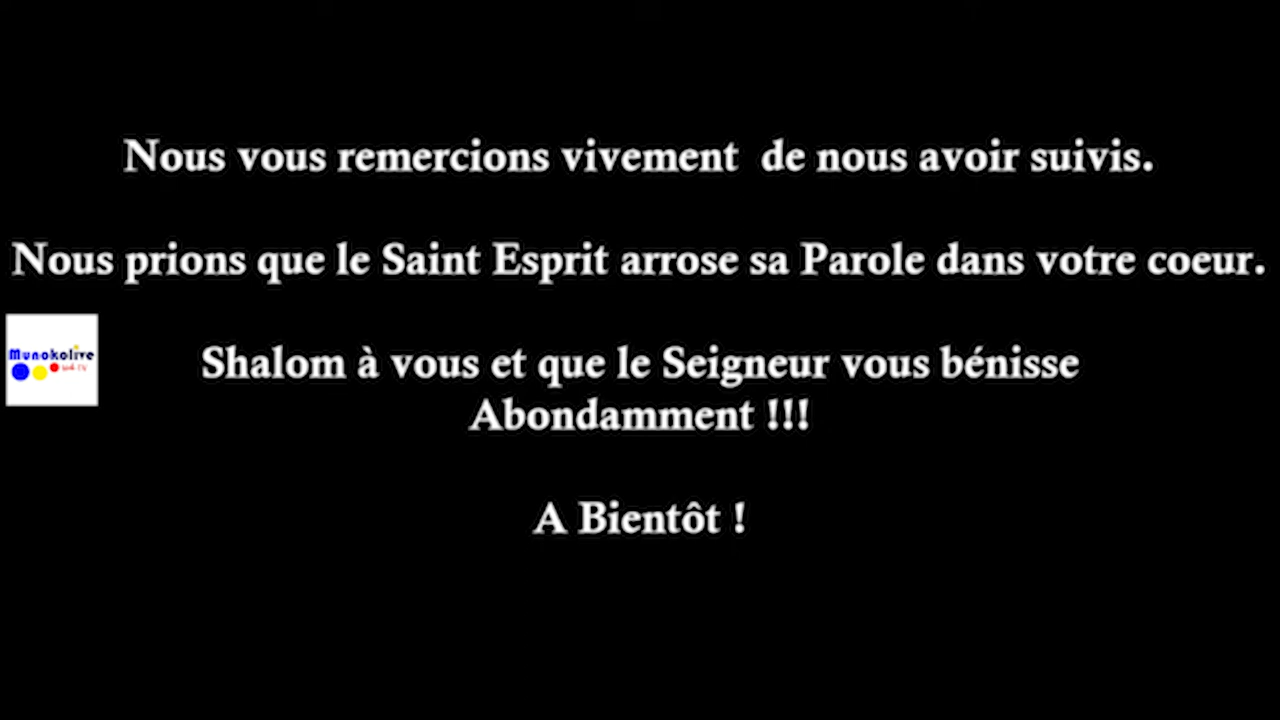 Nous vous remercions vivement  de nous avoir suivis.
Nous prions que le Saint Esprit arrose sa Parole dans votre coeur.
Munokolive
Shalom à vous et que le Seigneur vous bénisse
Abondamment !!!
A Bientôt !